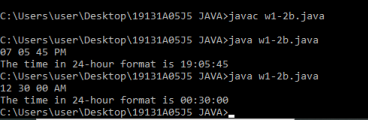 C:\Users\user\Desktop\19131A05J5 JAVA>javac w1-2b.java
C:\Users\user\Desktop\19131A05J5 JAVA>java w1-2b.java
07 05 45 PM
The time in 24-hour format is 19:05:45
C:\Users\user\Desktop\19131A05J5 JAVA>java w1-2b.java
12 30 00 AM
The time in 24-hour format is 00:30:00
C:\Users\user\Desktop\19131A05J5 JAVA>